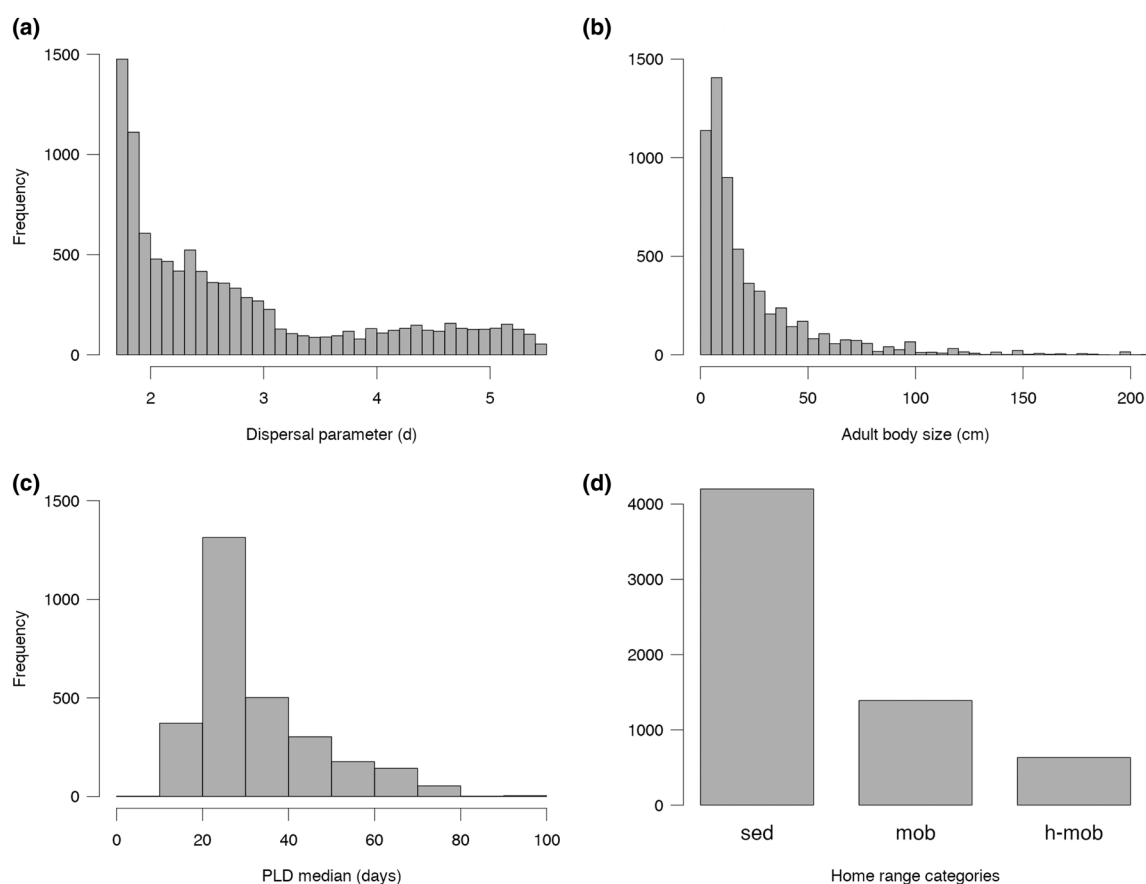 (a)
1500
1000
500
0
Frequency
2 3 4 5
Dispersal parameter (d)
(b)
1500
1000
500
0
0 50 100 150 200
Adult body size (cm)
(c)
1500
1000
500
0
Frequency
0 20 40 60 80 100
PLD median (days)
(d)
4000
3000
2000
1000
0
sed mob h-mob
Home range categories